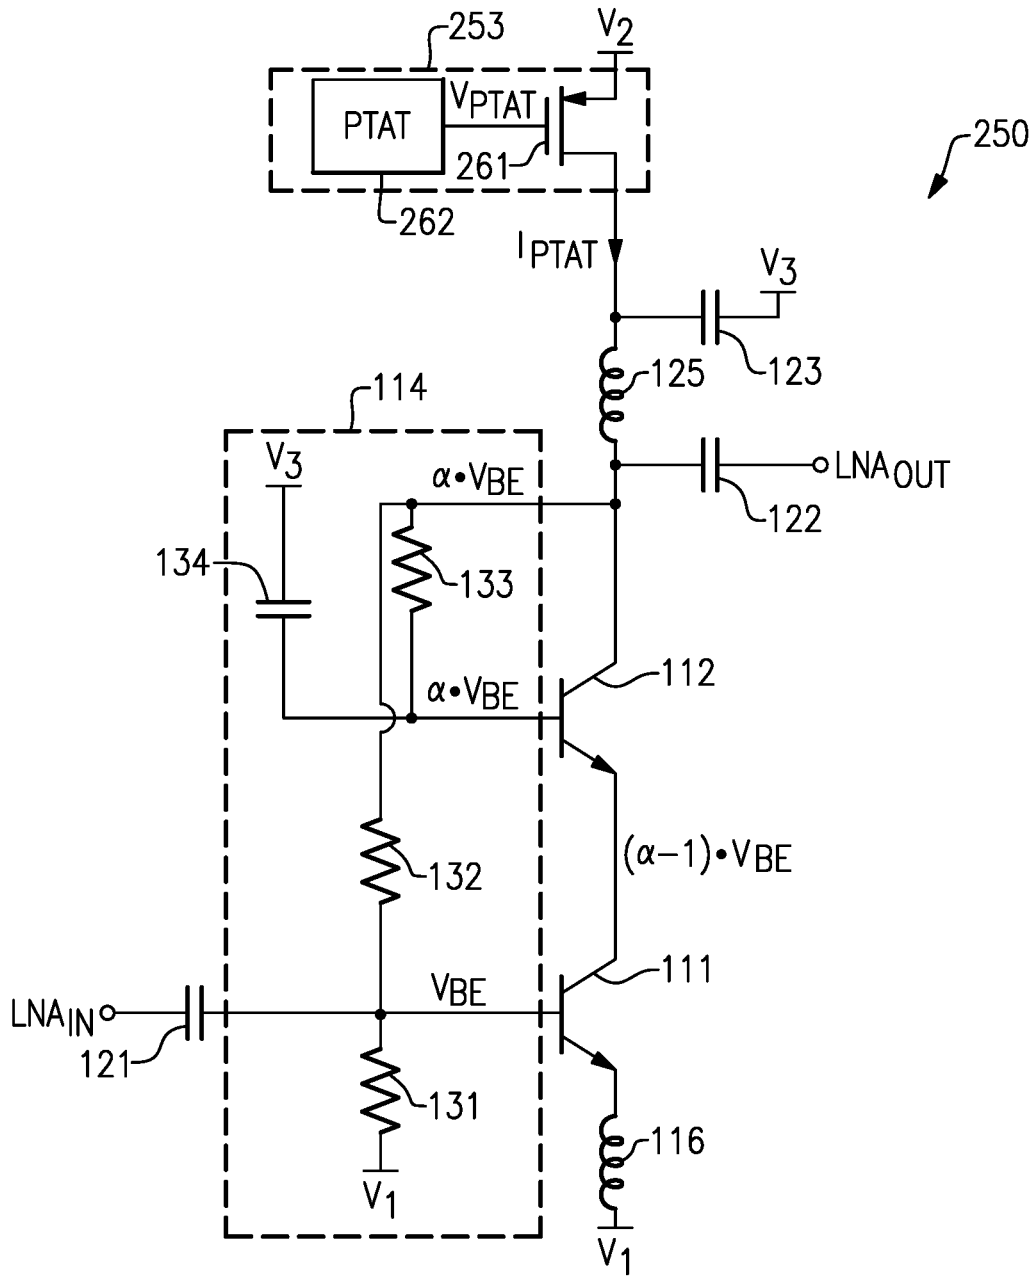 253
V2
PTAT
VPTAT
261
262
250
IPTAT
V3
125
123
114
V3
α•VBE
LNAOUT
122
134
133
α•VBE
112
(α−1)•VBE
132
VBE
111
LNAIN
121
131
116
V1
V1